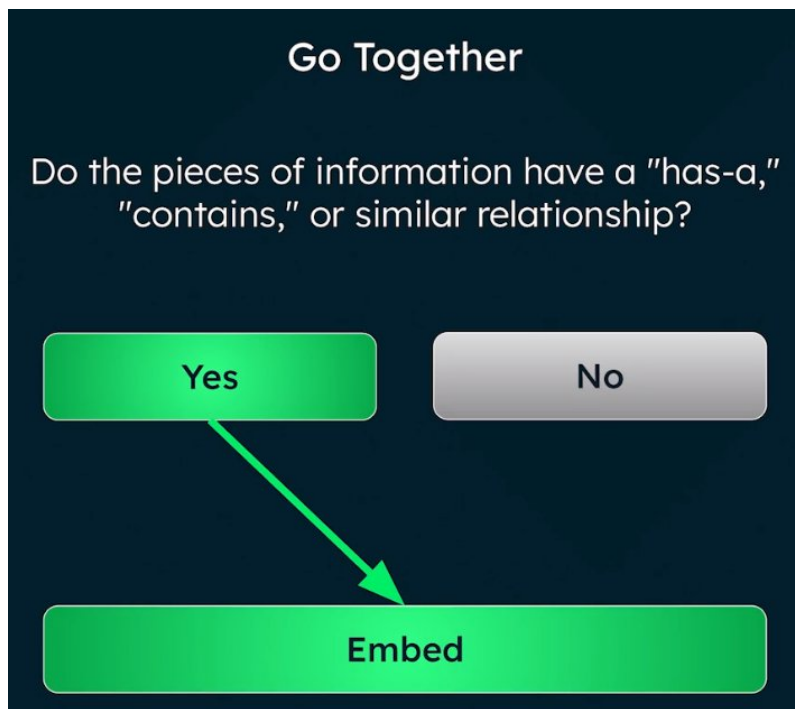 Go Together
Do the pieces of information have a "has-a,"
"contains," or similar relationship?
Yes
No
Embed